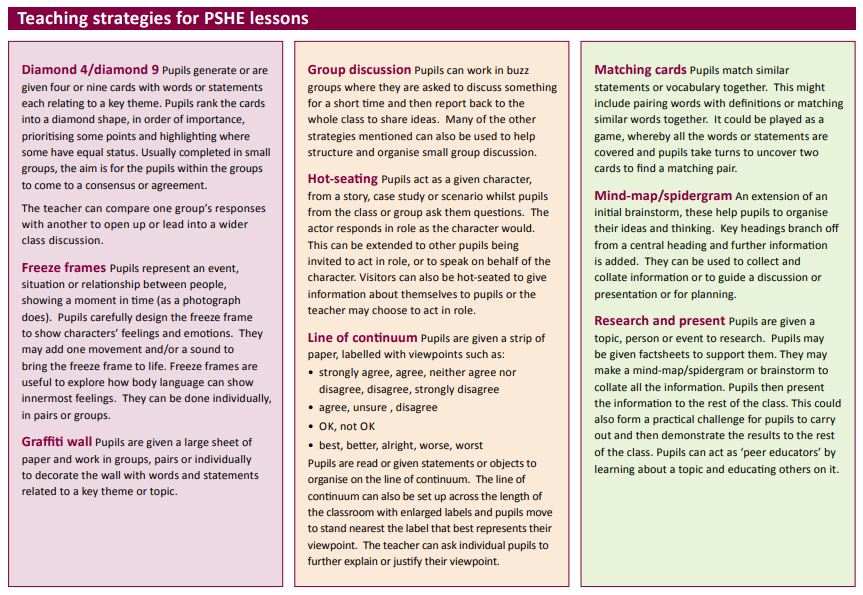 Teaching strategies for PSHE lessons
Diamond 4/diamond 9 Pupils generate or are
given four or nine cards with words or statements
each relating to a key theme. Pupils rank the cards
into a diamond shape, in order of importance,
prioritising some points and highlighting where
some have equal status. Usually completed in small
groups, the aim is for the pupils within the groups
to come to a consensus or agreement.
The teacher can compare one group's responses
with another to open up or lead into a wider
class discussion.
Freeze frames Pupils represent an event,
situation or relationship between people,
showing a moment in time (as a photograph
does). Pupils carefully design the freeze frame
to show characters' feelings and emotions. They
may add one movement and/or a sound to
bring the freeze frame to life. Freeze frames are
useful to explore how body language can show
innermost feelings. They can be done individually,
in pairs or groups.
Graffiti wall Pupils are given a large sheet of
paper and work in groups, pairs or individually
to decorate the wall with words and statements
related to a key theme or topic.
Group discussion Pupils can work in buzz
groups where they are asked to discuss something
for a short time and then report back to the
whole class to share ideas. Many of the other
strategies mentioned can also be used to help
structure and organise small group discussion.
Hot-seating Pupils act as a given character,
from a story, case study or scenario whilst pupils
from the class or group ask them questions. The
actor responds in role as the character would.
This can be extended to other pupils being
invited to act in role, or to speak on behalf of the
character. Visitors can also be hot-seated to give
information about themselves to pupils or the
teacher may choose to act in role.
Line of continuum Pupils are given a strip of
paper, labelled with viewpoints such as:
• strongly agree, agree, neither agree nor
disagree, disagree, strongly disagree
• agree, unsure , disagree
• OK, not OK
• best, better, alright, worse, worst
Pupils are read or given statements or objects to
organise on the line of continuum. The line of
continuum can also be set up across the length of
the classroom with enlarged labels and pupils move
to stand nearest the label that best represents their
viewpoint. The teacher can ask individual pupils to
further explain or justify their viewpoint.
Matching cards Pupils match similar
statements or vocabulary together. This might
include pairing words with definitions or matching
similar words together. It could be played as a
game, whereby all the words or statements are
covered and pupils take turns to uncover two
cards to find a matching pair.
Mind-map/spidergram An extension of an
initial brainstorm, these help pupils to organise
their ideas and thinking. Key headings branch off
from a central heading and further information
is added. They can be used to collect and
collate information or to guide a discussion or
presentation or for planning.
Research and present Pupils are given a
topic, person or event to research. Pupils may
be given factsheets to support them. They may
make a mind-map/spidergram or brainstorm to
collate all the information. Pupils then present
the information to the rest of the class. This could
also form a practical challenge for pupils to carry
out and then demonstrate the results to the rest
of the class. Pupils can act as 'peer educators' by
learning about a topic and educating others on it.